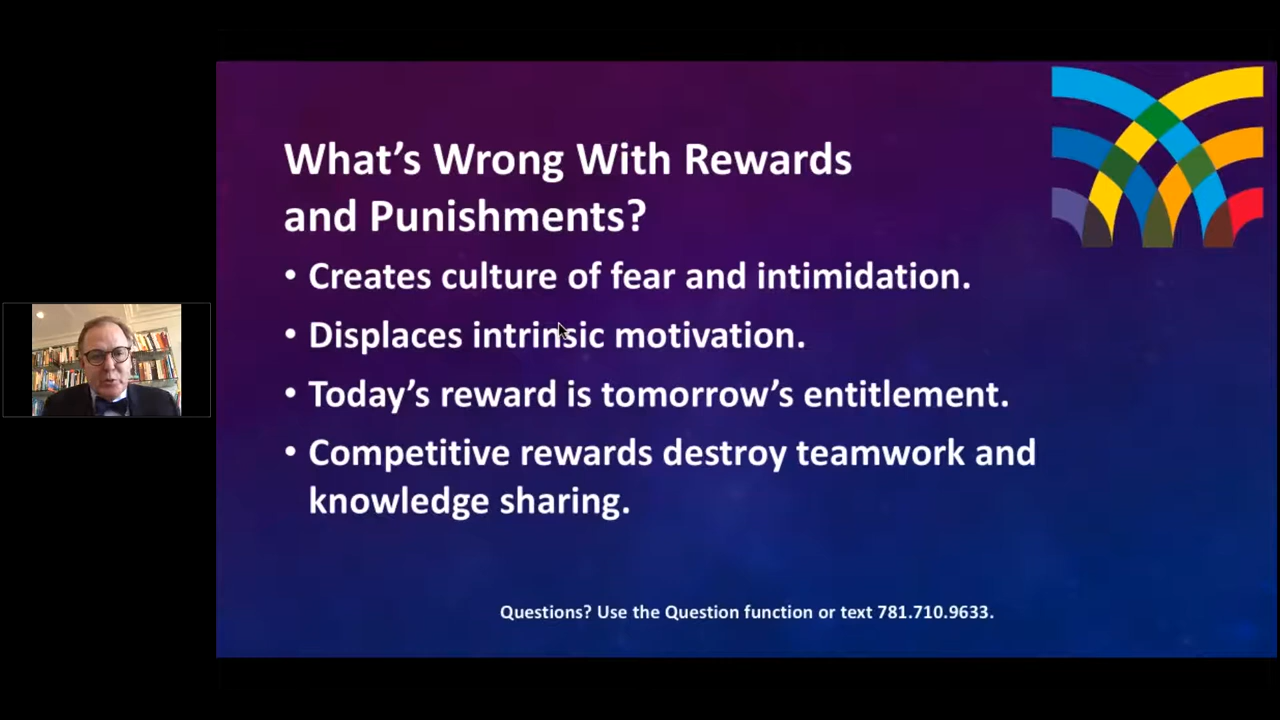 What’s Wrong With Rewards
and Punishments?
• Creates culture of fear and intimidation.
• Displaces intrinsic motivation.
• Today’s reward is tomorrow’s entitlement.
• Competitive rewards destroy teamwork and
knowledge sharing.
Questions? Use the Question function or text 781.710.9633.